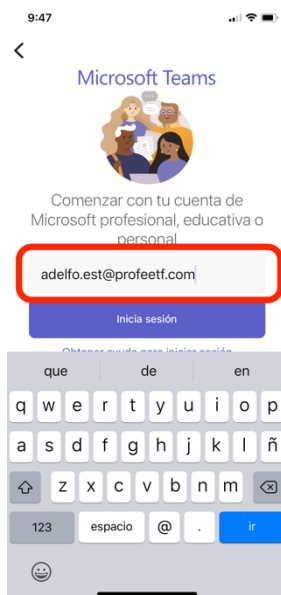 9:47
Microsoft Teams
Comenzar con tu cuenta de
Microsoft profesional, educativa o
personal
adelfo.est@profeetf.com
Inicia sesión
Obtener ayuda para iniciar sesión
que de en
q w e r t y u i o p
a s d f g h j k l ñ
z x c v b n m
123 espacio @ . ir